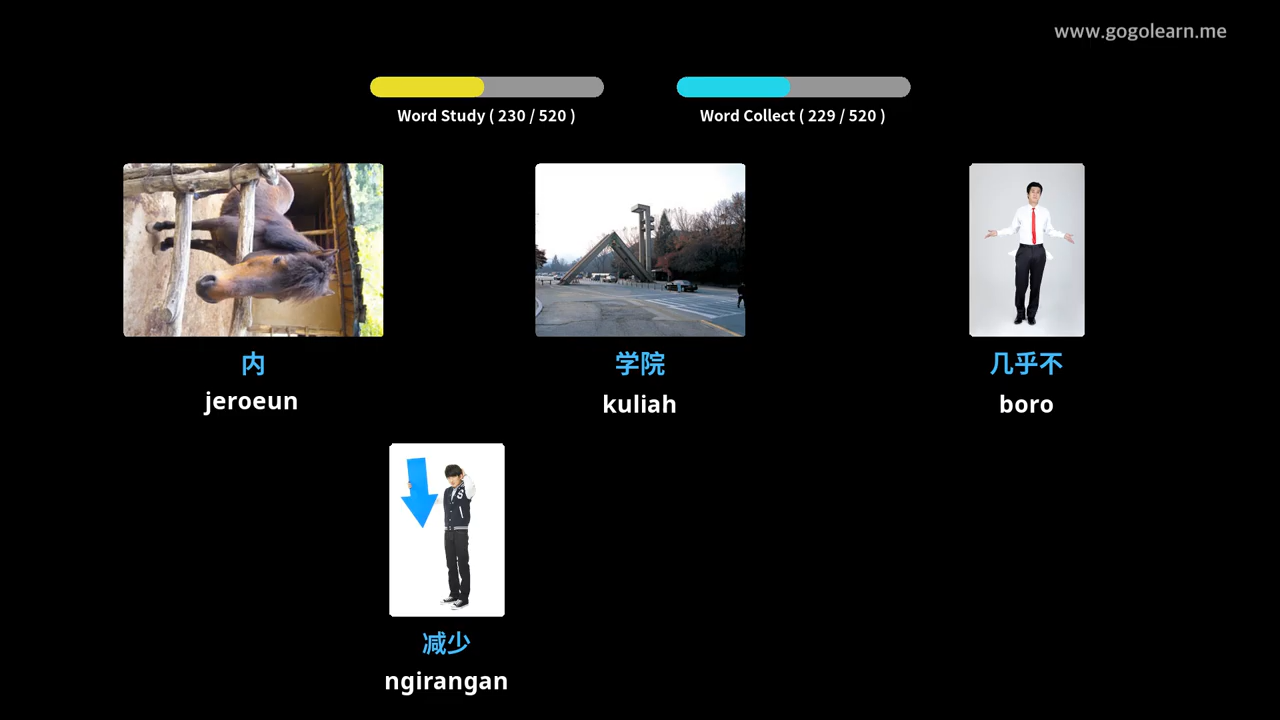 www.gogolearn.me
Word Study ( 230 / 520 )
Word Collect ( 229 / 520 )
内
jeroeun
学院
kuliah
几乎不
boro
减少
ngirangan